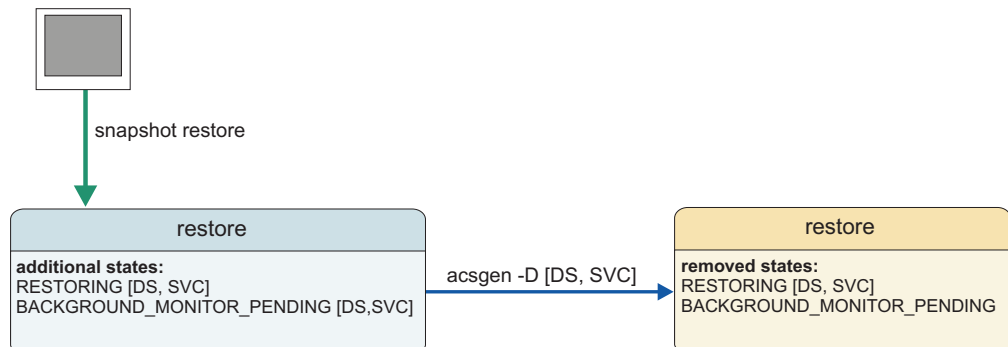 snapshot restore
restore
additional states:
RESTORING [DS, SVC]
BACKGROUND_MONITOR_PENDING [DS,SVC]
acsgen -D [DS, SVC]
restore
removed states:
RESTORING [DS, SVC]
BACKGROUND_MONITOR_PENDING